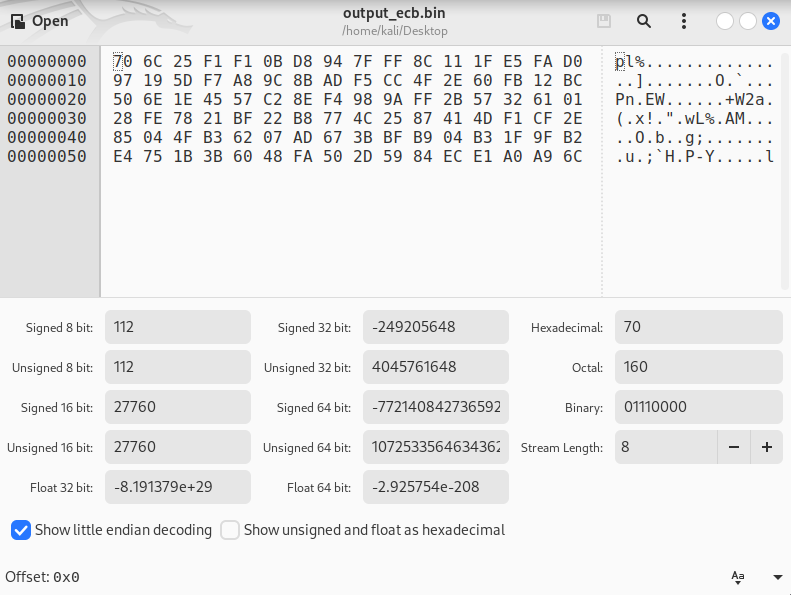 Open
output_ecb.bin
/home/kali/Desktop
00000000 70 6C 25 F1 F1 0B D8 94 7F FF 8C 11 1F E5 FA D0 pl%.............
00000010 97 19 5D F7 A8 9C 8B AD F5 CC 4F 2E 60 FB 12 BC ..].......O.`...
00000020 50 6E 1E 45 57 C2 8E F4 98 9A FF 2B 57 32 61 01 Pn.EW......+W2a.
00000030 28 FE 78 21 BF 22 B8 77 4C 25 87 41 4D F1 CF 2E (.x!.".wL%.AM...
00000040 85 04 4F B3 62 07 AD 67 3B BF B9 04 B3 1F 9F B2 ..O.b..g;.......
00000050 E4 75 1B 3B 60 48 FA 50 2D 59 84 EC E1 A0 A9 6C .u.;`H.P-Y.....l
Signed 8 bit: 112 Signed 32 bit: -249205648 Hexadecimal: 70
Unsigned 8 bit: 112 Unsigned 32 bit: 4045761648 Octal: 160
Signed 16 bit: 27760 Signed 64 bit: -772140842736592 Binary: 01110000
Unsigned 16 bit: 27760 Unsigned 64 bit: 1072533564634362 Stream Length: 8 − +
Float 32 bit: -8.191379e+29 Float 64 bit: -2.925754e-208
Show little endian decoding Show unsigned and float as hexadecimal
Offset: 0x0 Aa